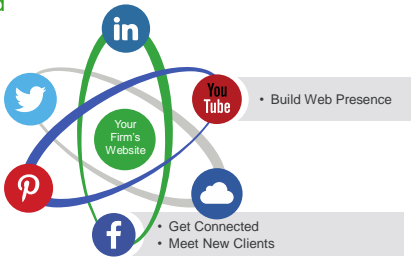 in
You
Tube
• Build Web Presence
Your
Firm's
Website
f
• Get Connected
• Meet New Clients